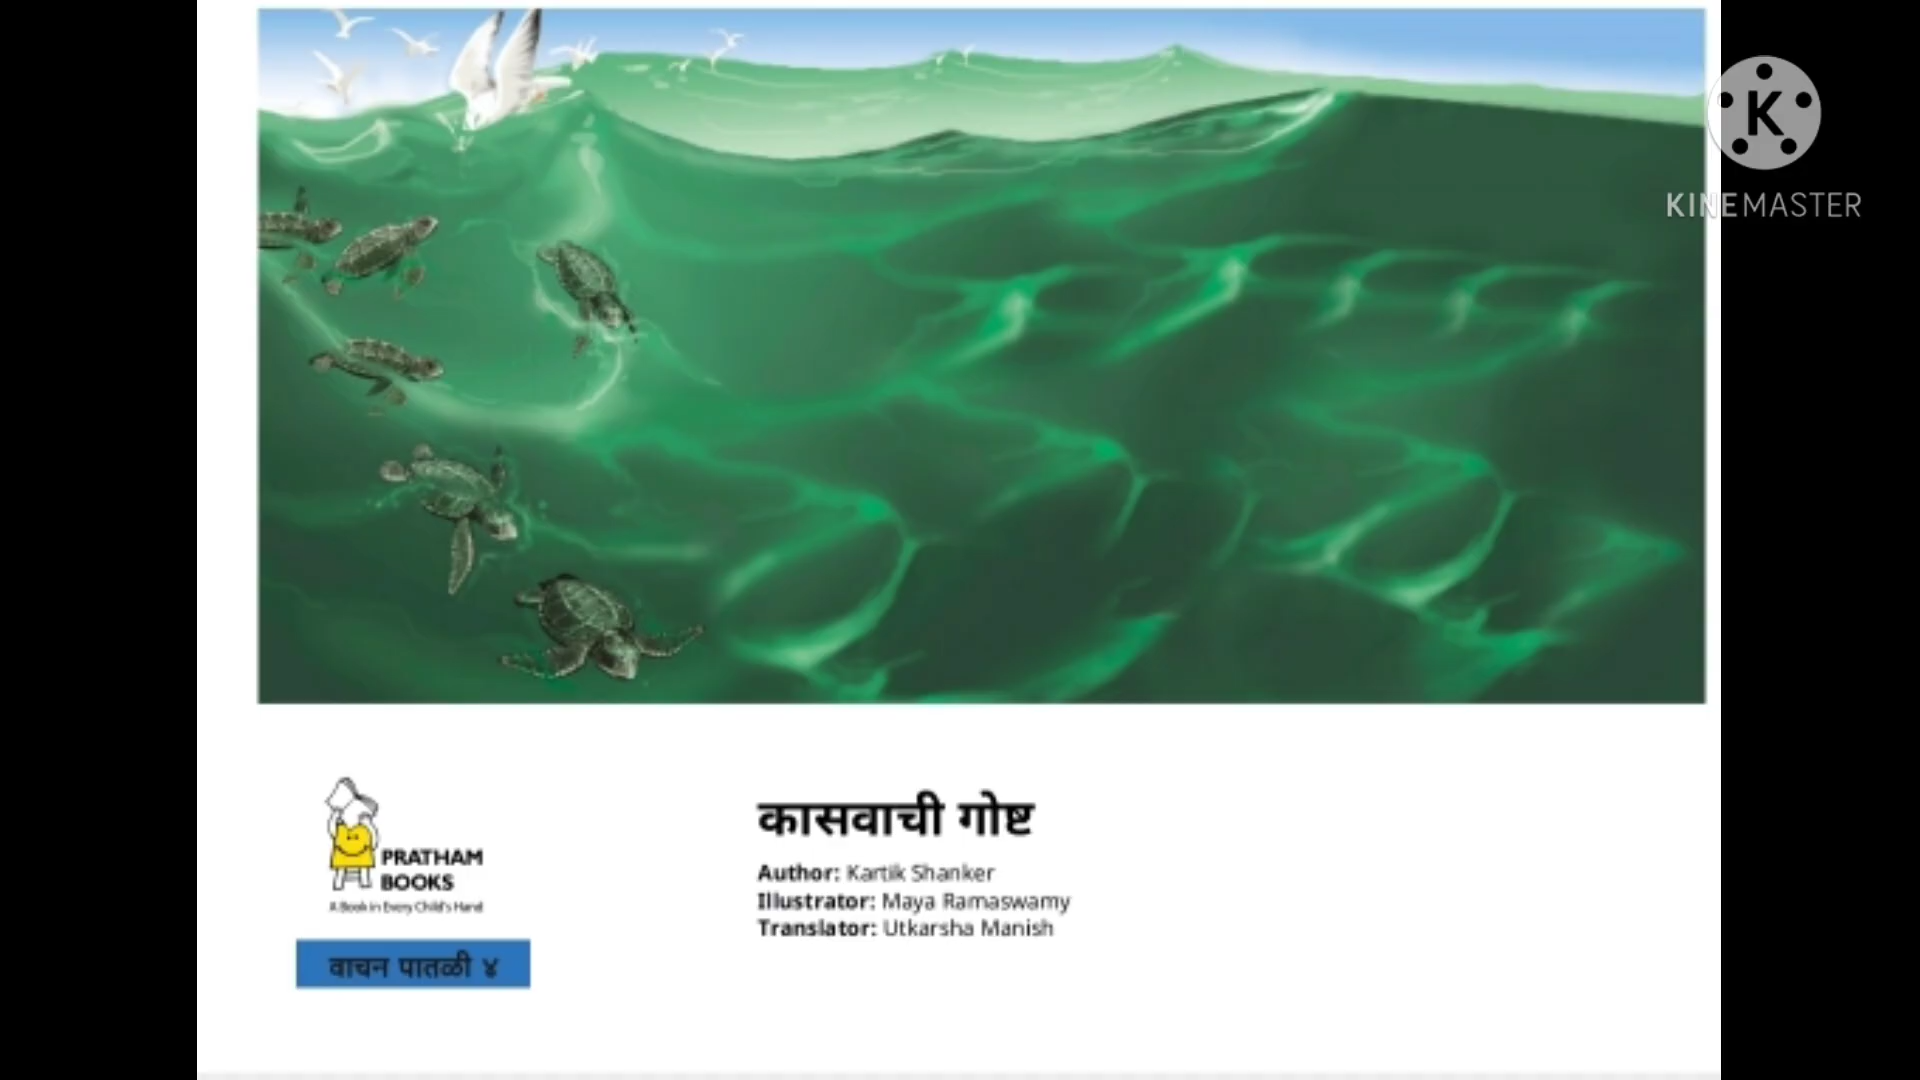 K
KINEMASTER
PRATHAM
BOOKS
A Book in Every Child's Hand
वाचन पातळी ४
कासवाची गोष्ट
Author: Kartik Shanker
Illustrator: Maya Ramaswamy
Translator: Utkarsha Manish